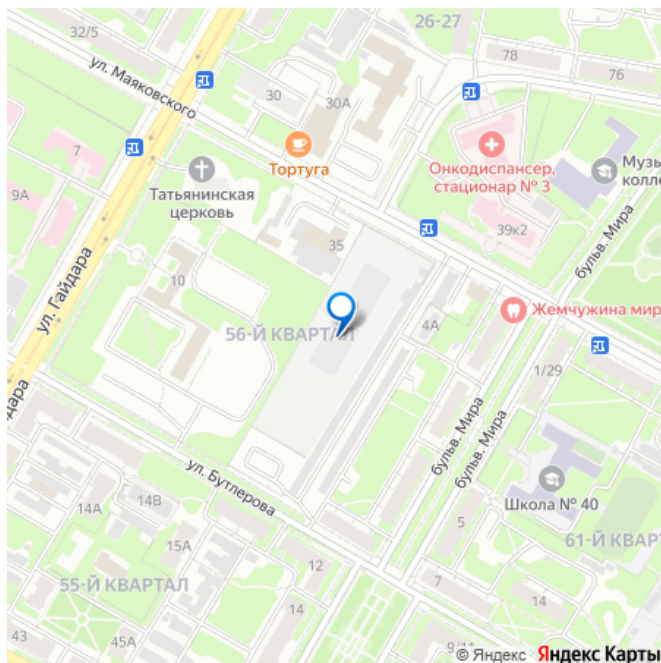 32/5
26-27
78
76
ул. Маяковского
30
30А
Тортуга
Онкодиспансер,
стационар № 3
Музы
колле
7
9А
Татьянинская
церковь
39к2
35
бульв. Мира
ул. Гайдара
10
56-Й КВАРТАЛ
4А
Жемчужина мир
1/29
дара
бульв. Мира
бульв. Мира
ул. Бутлерова
Школа № 40
14А
14В
15А
5
61-Й КВАРТ
12
55-Й КВАРТАЛ
7
14
14
43
45А
9/11
© Яндекс Яндекс Карты